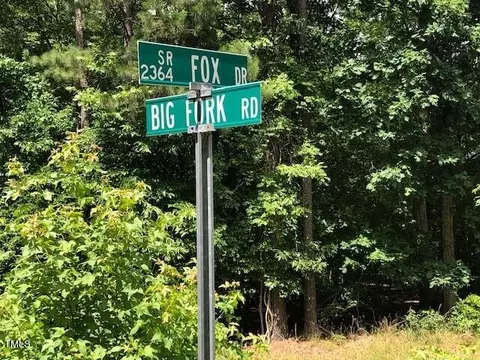 SR
2364 FOX DR
BIG FORK RD
TMLS